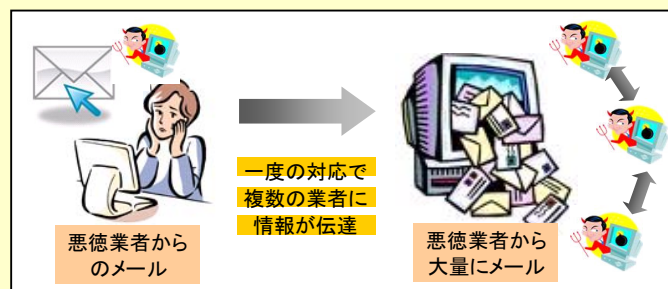 一度の対応で
複数の業者に
情報が伝達
悪徳業者から
のメール
悪徳業者から
大量にメール